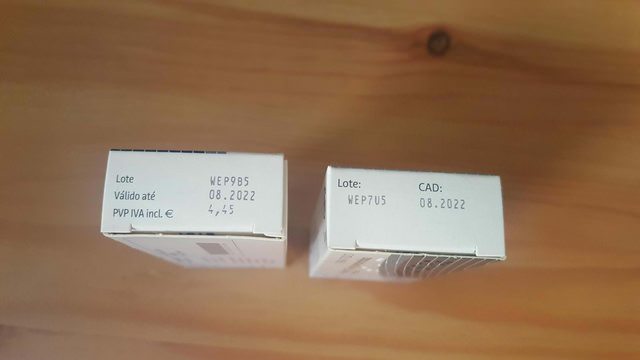 Lote WEP9B5
Válido até 08.2022
PVP IVA incl. € 4,45
Lote: CAD:
WEP7U5 08.2022